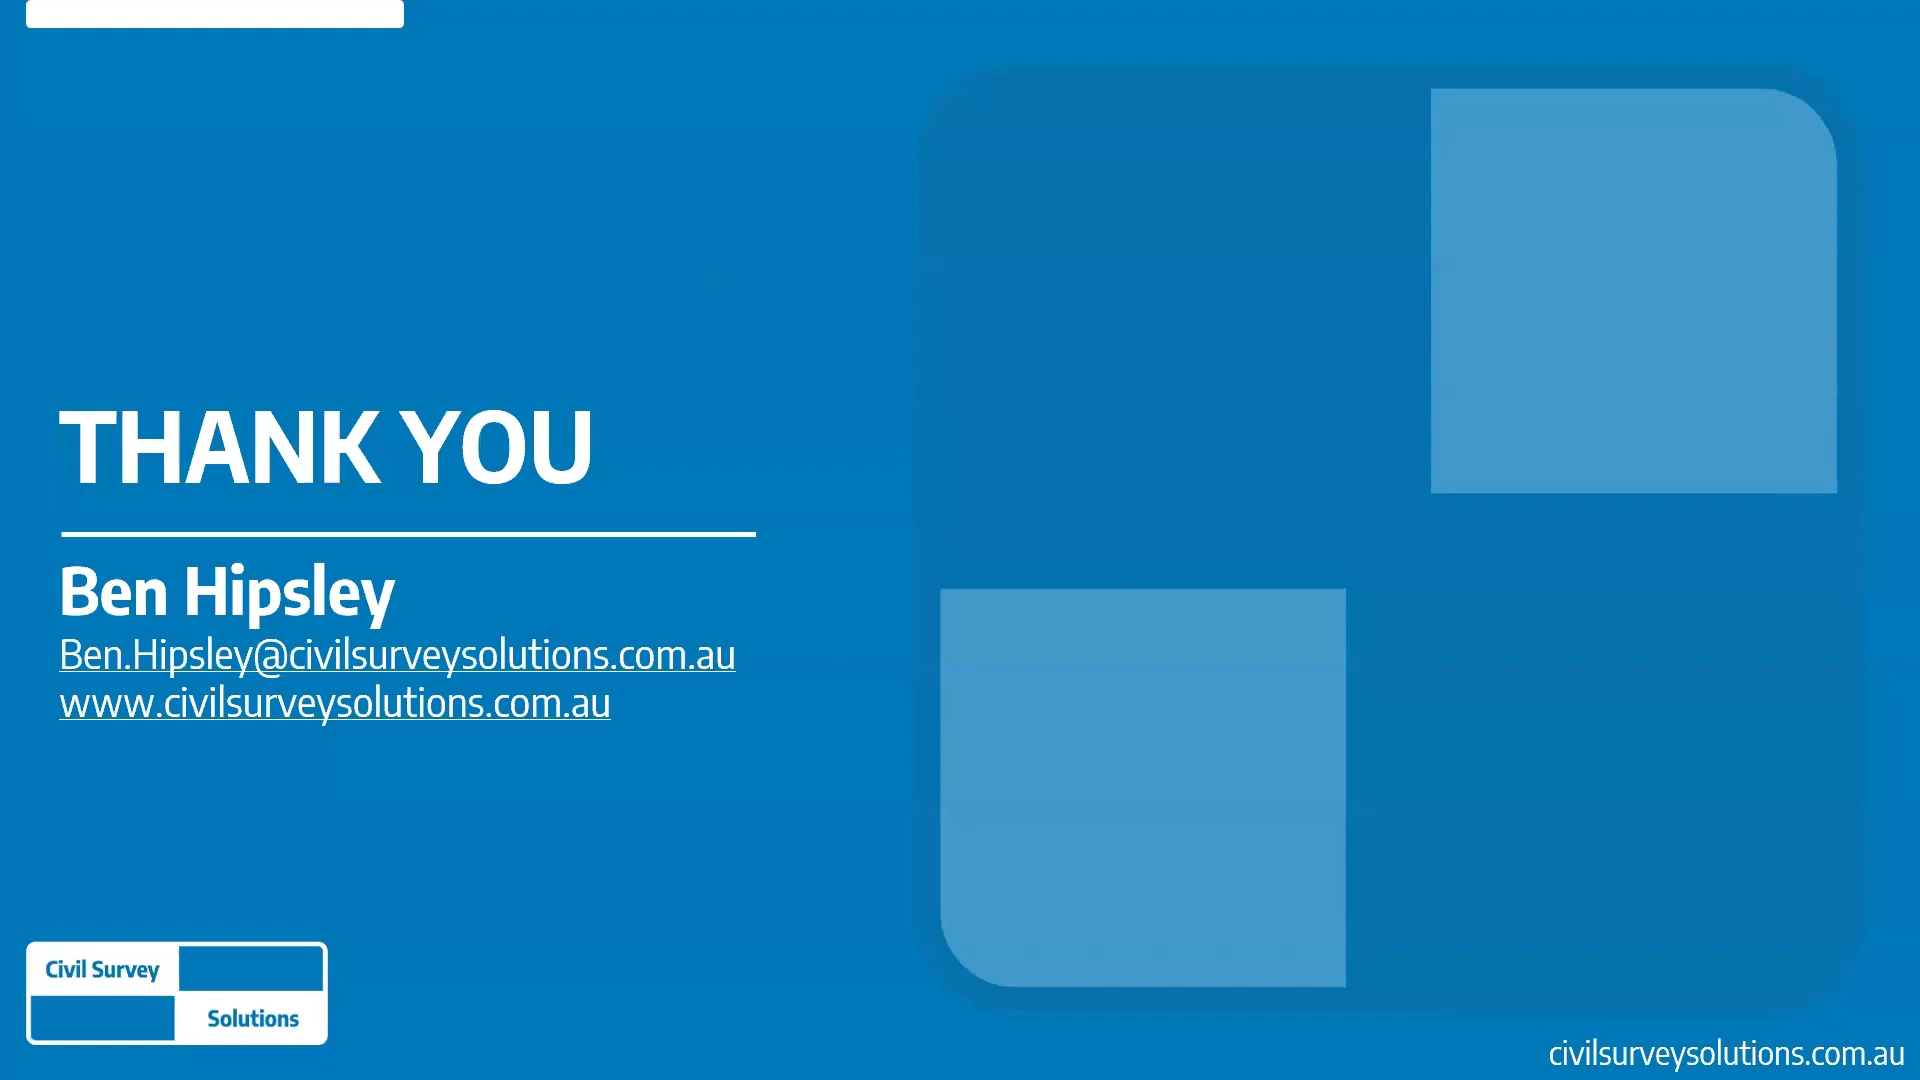 THANK YOU
Ben Hipsley
Ben.Hipsley@civilsurveysolutions.com.au
www.civilsurveysolutions.com.au
Civil Survey
Solutions
civilsurveysolutions.com.au